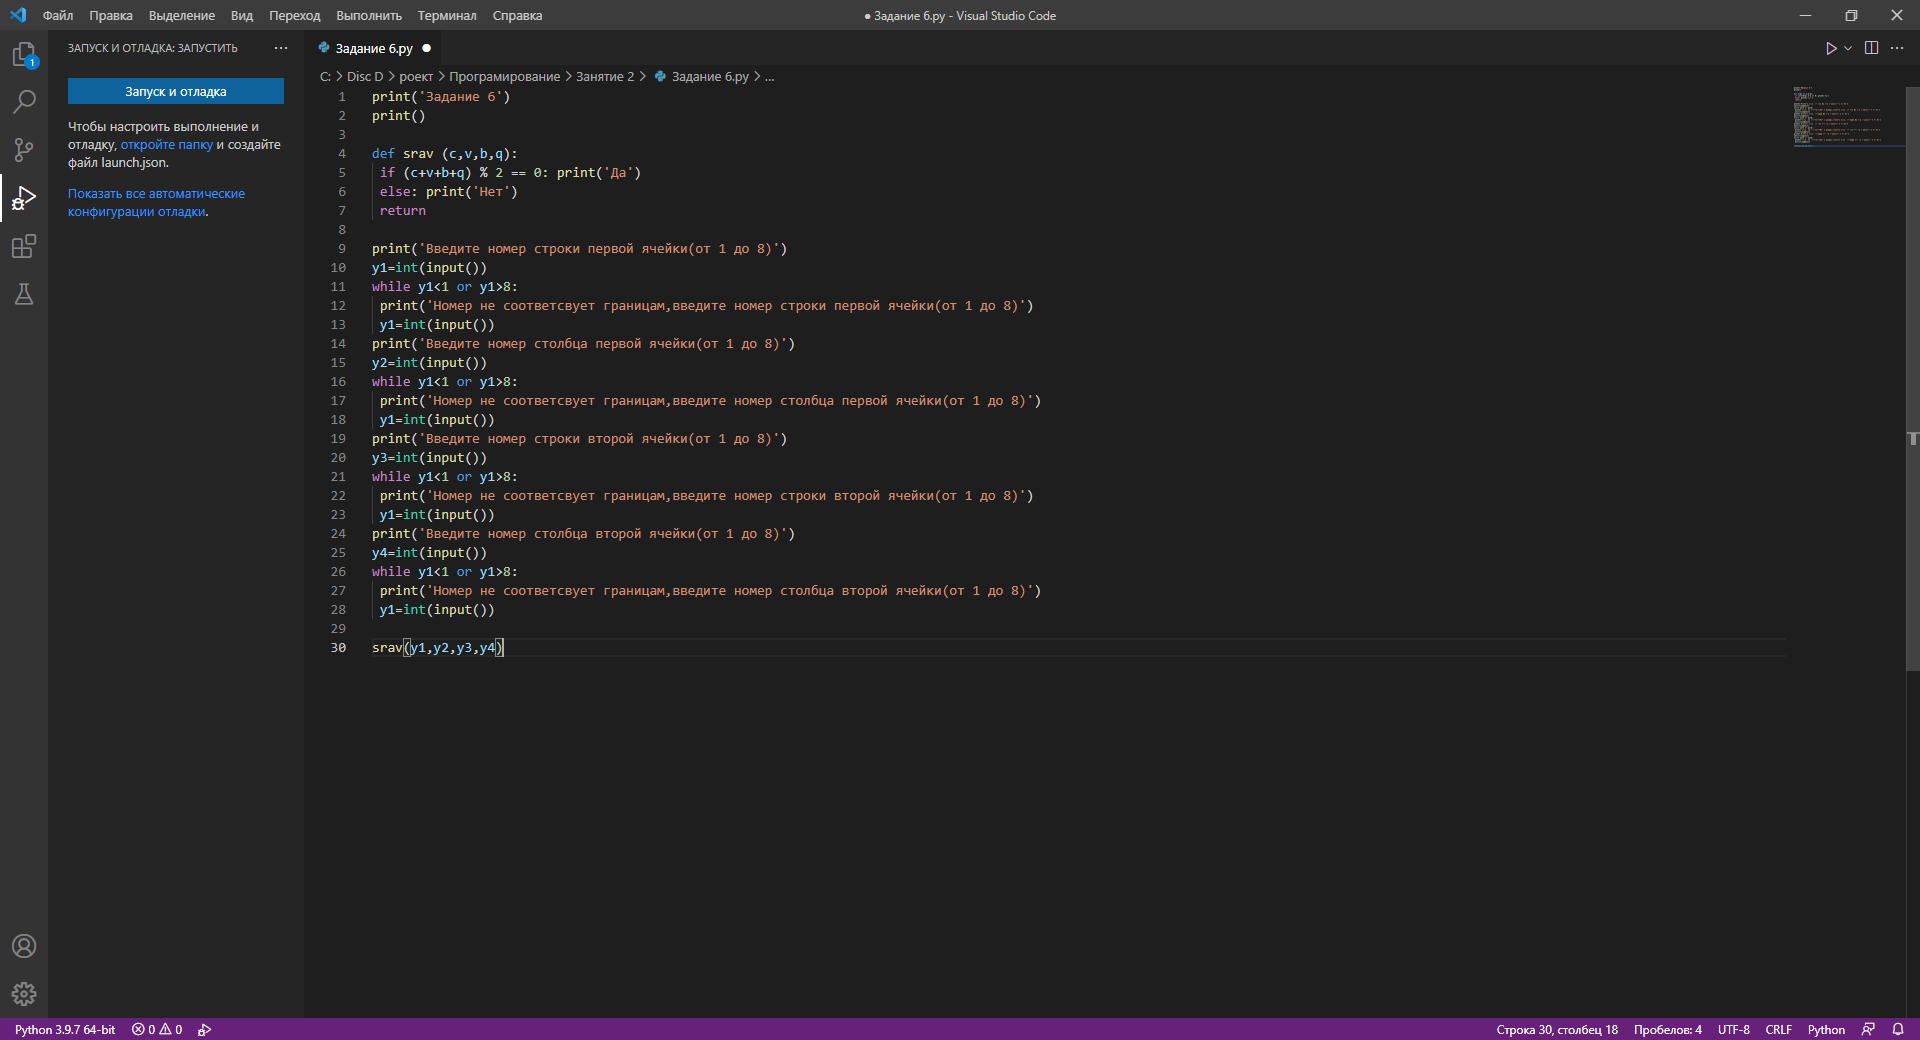 Файл Правка Выделение Вид Переход Выполнить Терминал Справка
● Задание 6.py - Visual Studio Code
ЗАПУСК И ОТЛАДКА: ЗАПУСТИТЬ ...
Запуск и отладка
Чтобы настроить выполнение и
отладку, откройте папку и создайте
файл launch.json.
Показать все автоматические
конфигурации отладки.
1
Задание 6.py ●
C: > Disc D > роект > Програмирование > Занятие 2 > Задание 6.py > ...
1 print('Задание 6')
2 print()
3
4 def srav (c,v,b,q):
5 if (c+v+b+q) % 2 == 0: print('Да')
6 else: print('Нет')
7 return
8
9 print('Введите номер строки первой ячейки(от 1 до 8)')
10 y1=int(input())
11 while y1<1 or y1>8:
12 print('Номер не соответсвует границам,введите номер строки первой ячейки(от 1 до 8)')
13 y1=int(input())
14 print('Введите номер столбца первой ячейки(от 1 до 8)')
15 y2=int(input())
16 while y1<1 or y1>8:
17 print('Номер не соответсвует границам,введите номер столбца первой ячейки(от 1 до 8)')
18 y1=int(input())
19 print('Введите номер строки второй ячейки(от 1 до 8)')
20 y3=int(input())
21 while y1<1 or y1>8:
22 print('Номер не соответсвует границам,введите номер строки второй ячейки(от 1 до 8)')
23 y1=int(input())
24 print('Введите номер столбца второй ячейки(от 1 до 8)')
25 y4=int(input())
26 while y1<1 or y1>8:
27 print('Номер не соответсвует границам,введите номер столбца второй ячейки(от 1 до 8)')
28 y1=int(input())
29
30 srav(y1,y2,y3,y4)
Python 3.9.7 64-bit 0 0
Строка 30, столбец 18 Пробелов: 4 UTF-8 CRLF Python